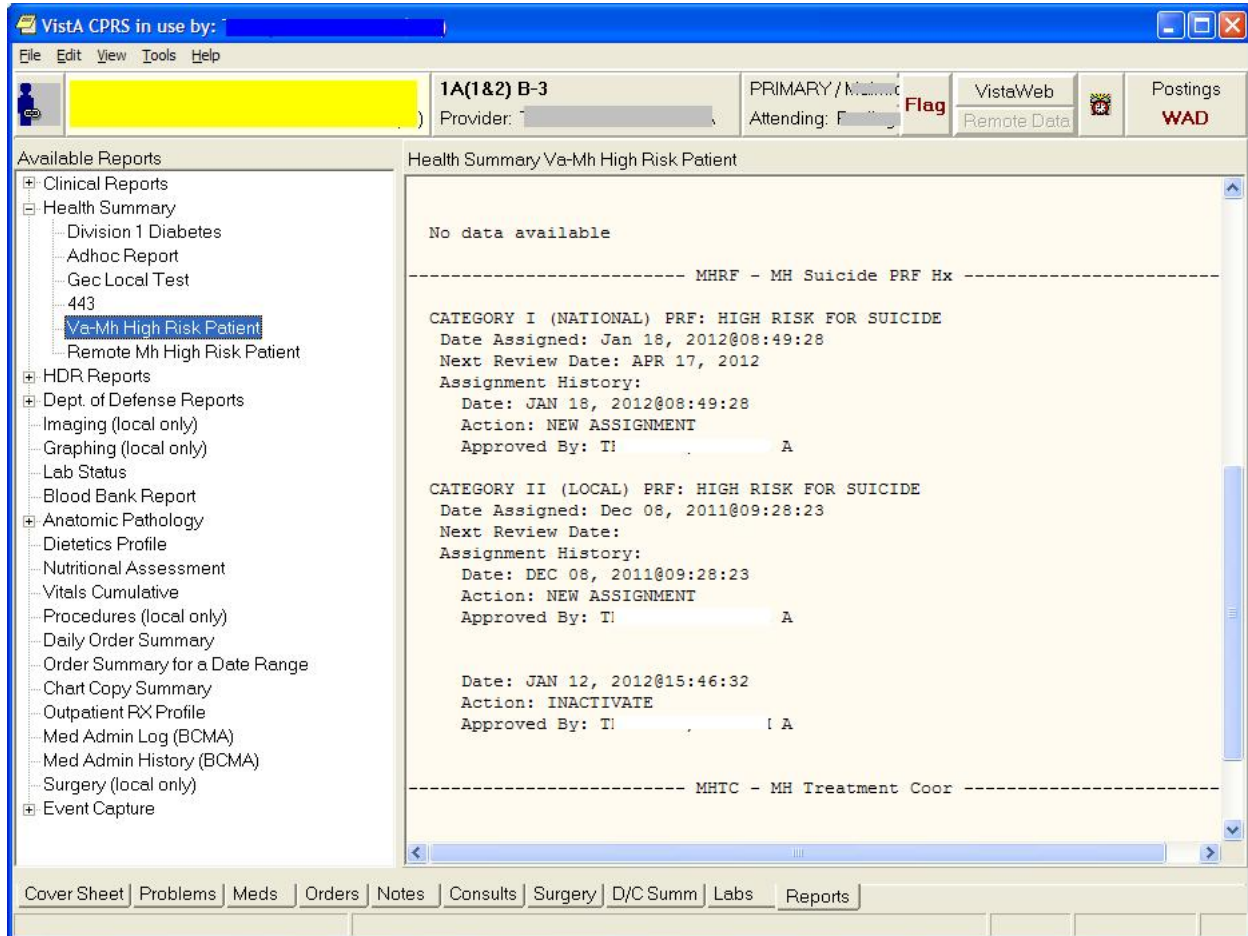 VistA CPRS in use by:
File Edit View Tools Help
1A(1&2) B-3
Provider:
PRIMARY /
Attending:
Flag
VistaWeb
Remote Data
Postings
WAD
Available Reports
Clinical Reports
Health Summary
Division 1 Diabetes
Adhoc Report
Gec Local Test
443
Va-Mh High Risk Patient
Remote Mh High Risk Patient
HDR Reports
Dept. of Defense Reports
Imaging (local only)
Graphing (local only)
Lab Status
Blood Bank Report
Anatomic Pathology
Dietetics Profile
Nutritional Assessment
Vitals Cumulative
Procedures (local only)
Daily Order Summary
Order Summary for a Date Range
Chart Copy Summary
Outpatient RX Profile
Med Admin Log (BCMA)
Med Admin History (BCMA)
Surgery (local only)
Event Capture
Health Summary Va-Mh High Risk Patient
No data available
-------------------------- MHRF - MH Suicide PRF Hx ------------------------
CATEGORY I (NATIONAL) PRF: HIGH RISK FOR SUICIDE
Date Assigned: Jan 18, 2012@08:49:28
Next Review Date: APR 17, 2012
Assignment History:
Date: JAN 18, 2012@08:49:28
Action: NEW ASSIGNMENT
Approved By: A
CATEGORY II (LOCAL) PRF: HIGH RISK FOR SUICIDE
Date Assigned: Dec 08, 2011@09:28:23
Next Review Date:
Assignment History:
Date: DEC 08, 2011@09:28:23
Action: NEW ASSIGNMENT
Approved By: A
Date: JAN 12, 2012@15:46:32
Action: INACTIVATE
Approved By: A
-------------------------- MHTC - MH Treatment Coor ------------------------
Cover Sheet Problems Meds Orders Notes Consults Surgery D/C Summ Labs Reports